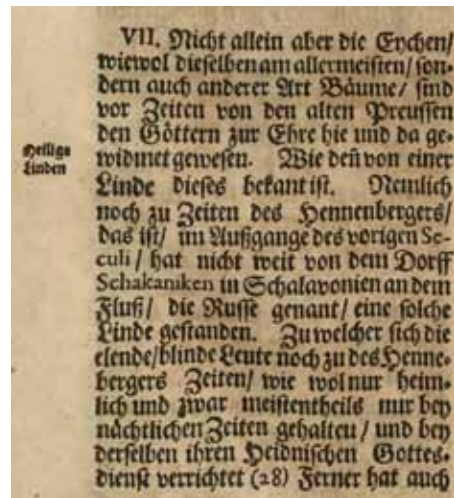 VII. Nicht allein aber die Eychen/
wiewol dieselben am allermeisten/ son-
dern auch anderer Art Bäume/ sind
vor Zeiten von den alten Preussen
den Göttern zur Ehre hie und da ge-
widmet gewesen. Wie deñ von einer
Heilige
Linden
Linde dieses bekant ist. Nemlich
noch zu Zeiten des Hennenbergers/
das ist/ im Außgange des vorigen Se-
culi/ hat nicht weit von dem Dorff
Schakaniken in Schalavonien an dem
Fluß/ die Russe genant/ eine solche
Linde gestanden. Zu welcher sich die
elende/blinde Leute noch zu des Henne-
bergers Zeiten/ wie wol nur heim-
lich und zwar meistentheils nur bey
nächtlichen Zeiten gehalten/ und bey
derselben ihren Heidnischen Gottes-
dienst verrichtet (28) Ferner hat auch